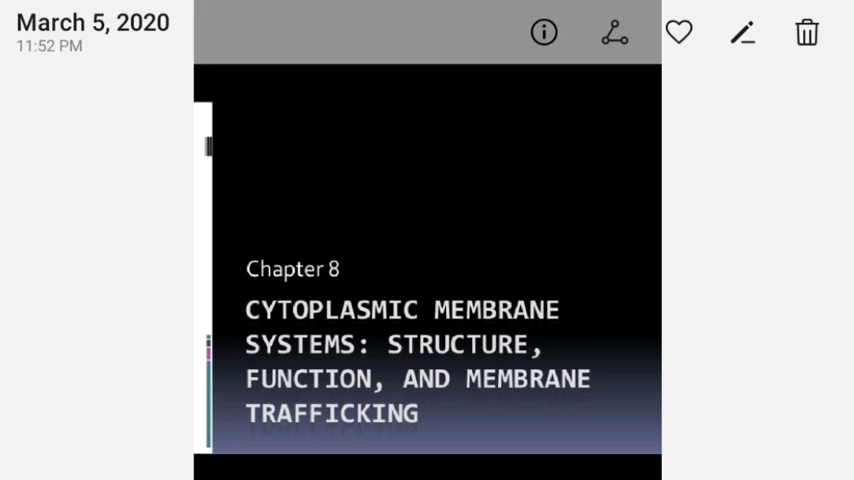 March 5, 2020
11:52 PM
Chapter 8
CYTOPLASMIC MEMBRANE
SYSTEMS: STRUCTURE,
FUNCTION, AND MEMBRANE
TRAFFICKING